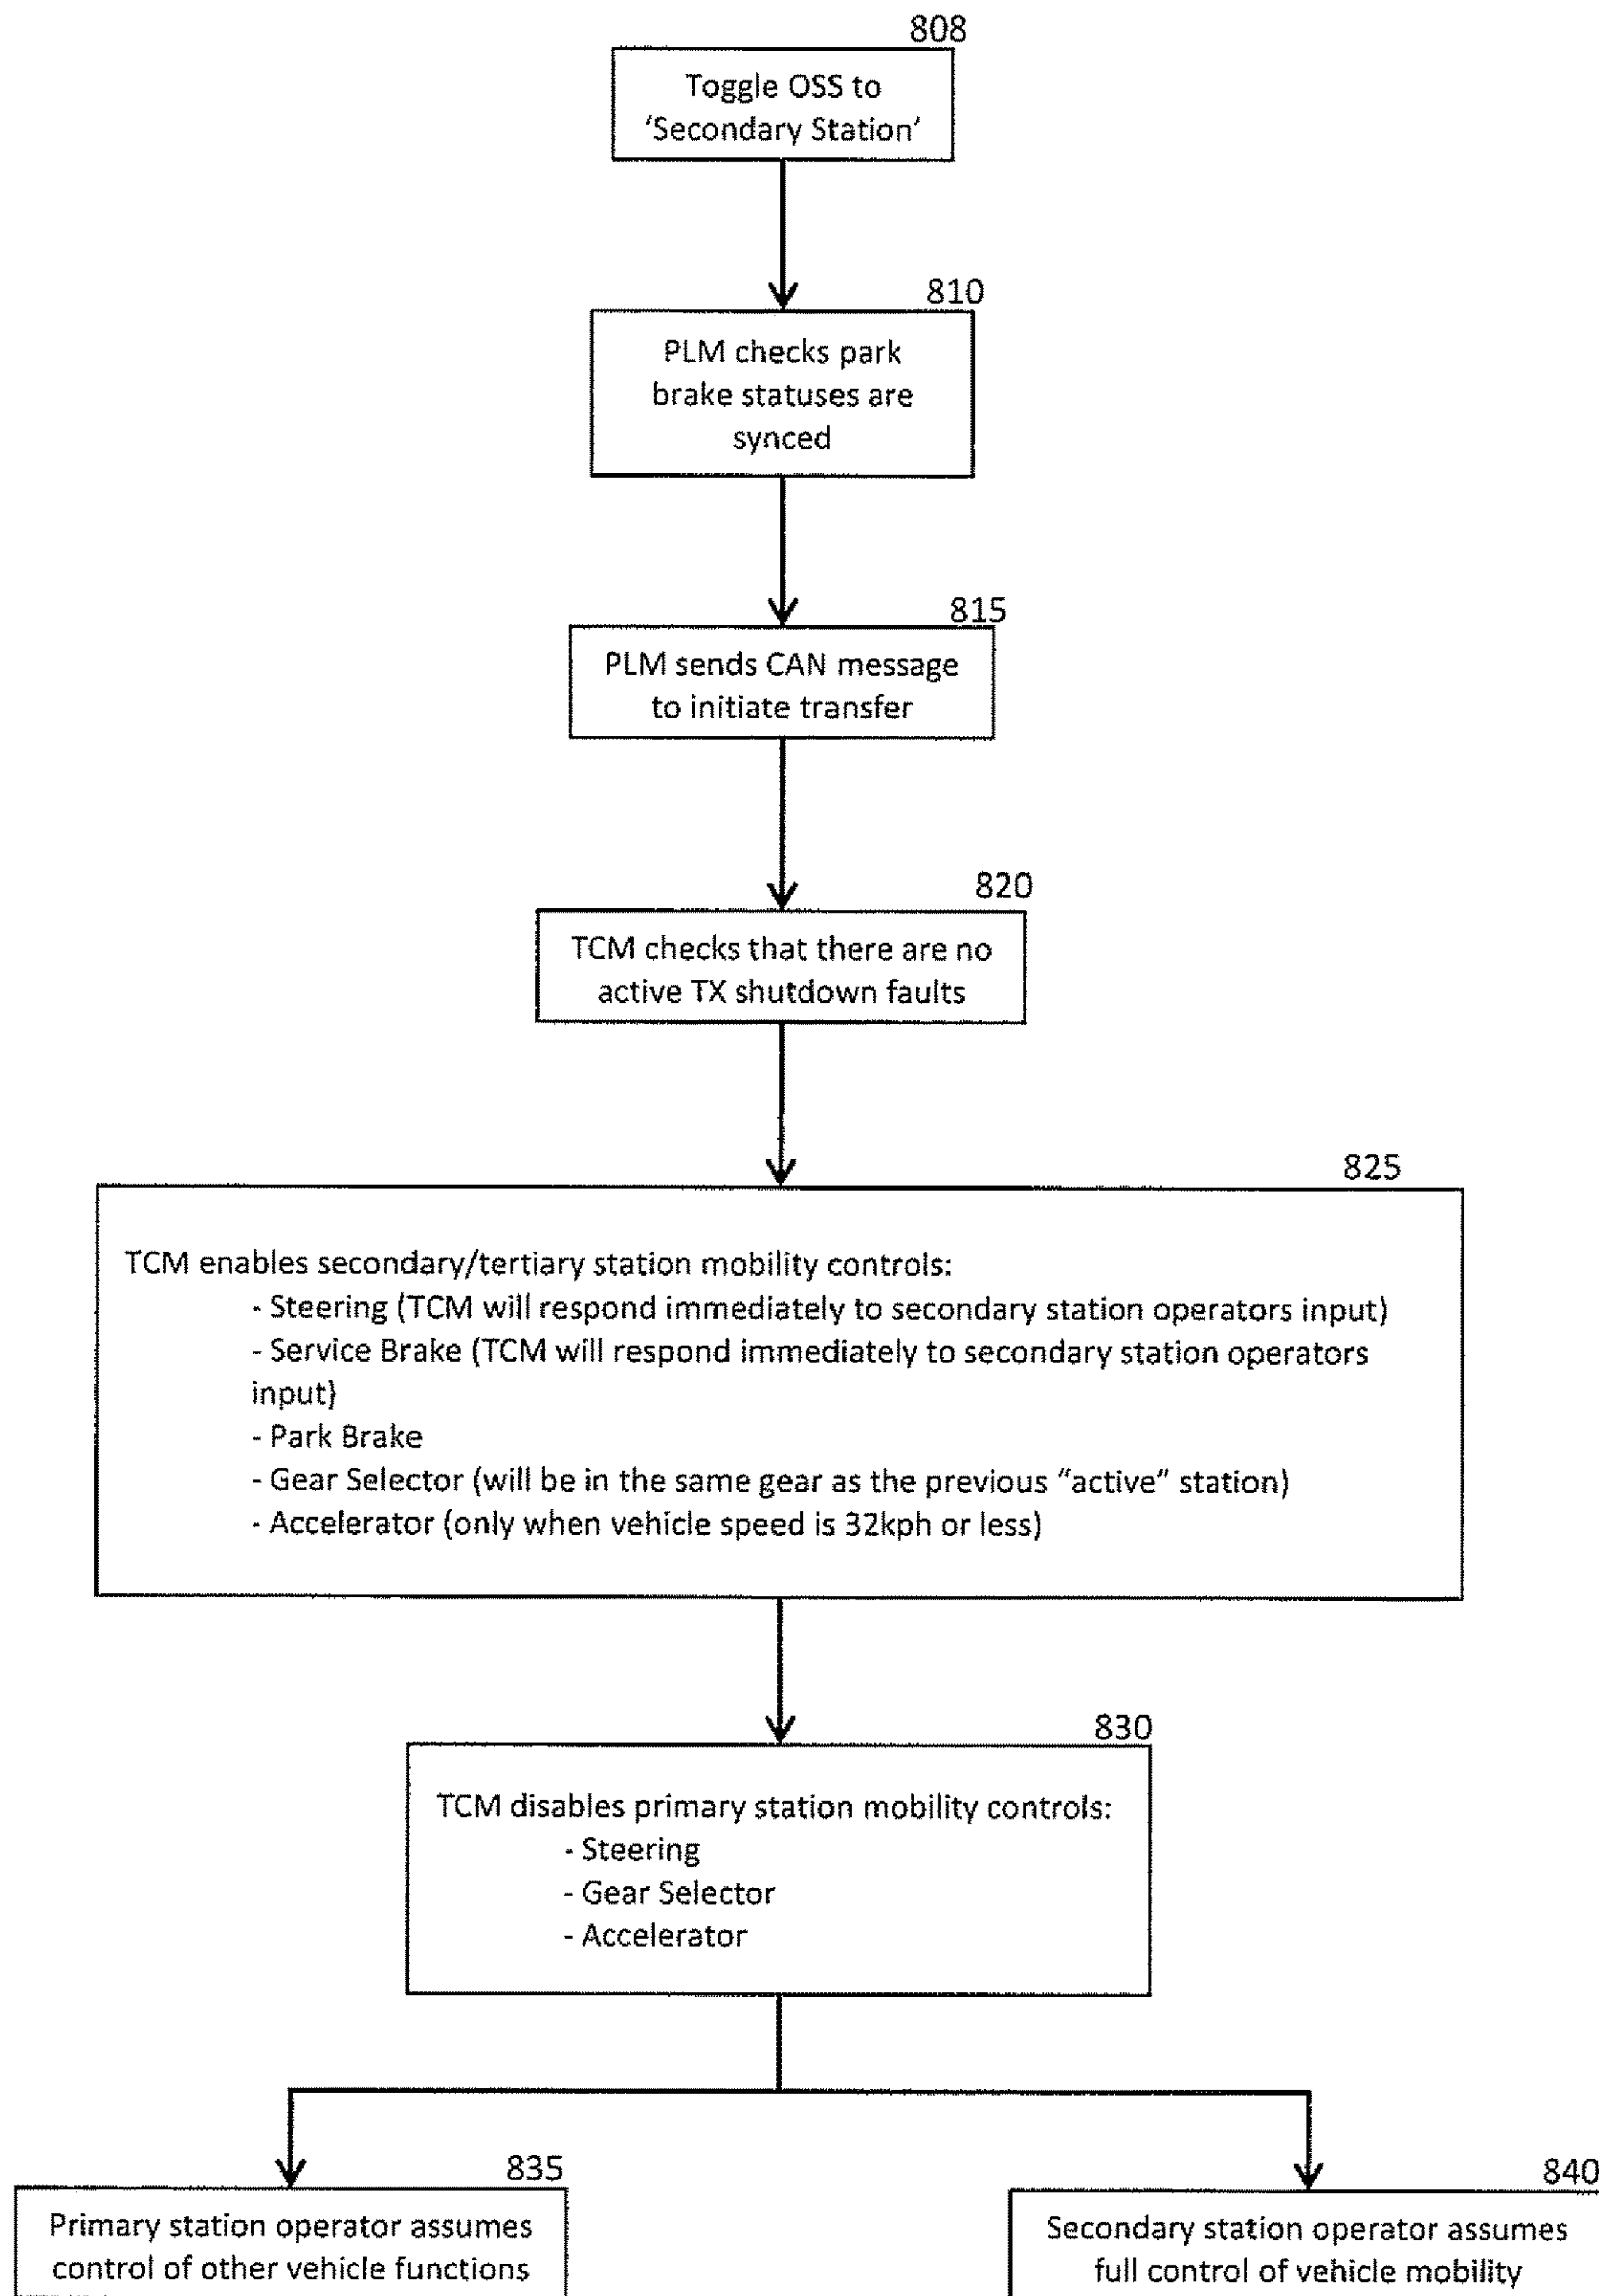 808
Toggle OSS to
‘Secondary Station’
810
PLM checks park
brake statuses are
synced
815
PLM sends CAN message
to initiate transfer
820
TCM checks that there are no
active TX shutdown faults
825
TCM enables secondary/tertiary station mobility controls:
- Steering (TCM will respond immediately to secondary station operators input)
- Service Brake (TCM will respond immediately to secondary station operators
input)
- Park Brake
- Gear Selector (will be in the same gear as the previous “active” station)
- Accelerator (only when vehicle speed is 32kph or less)
830
TCM disables primary station mobility controls:
- Steering
- Gear Selector
- Accelerator
835
Primary station operator assumes
control of other vehicle functions
840
Secondary station operator assumes
full control of vehicle mobility